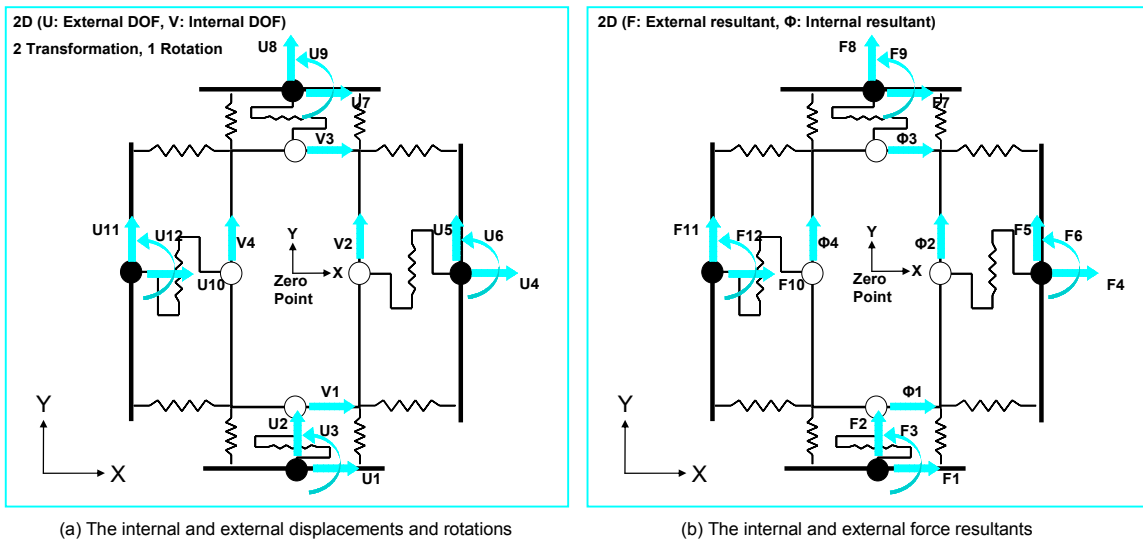 2D (U: External DOF, V: Internal DOF)
2 Transformation, 1 Rotation
U8
U9
U7
V3
U11
U12
V4
U10
Y
X
Zero
Point
V2
U5
U6
U4
V1
U2
U3
U1
Y
X
(a) The internal and external displacements and rotations
2D (F: External resultant, Φ: Internal resultant)
F8
F9
F7
Φ3
F11
F12
Φ4
F10
Y
X
Zero
Point
Φ2
F5
F6
F4
Φ1
F2
F3
F1
Y
X
(b) The internal and external force resultants